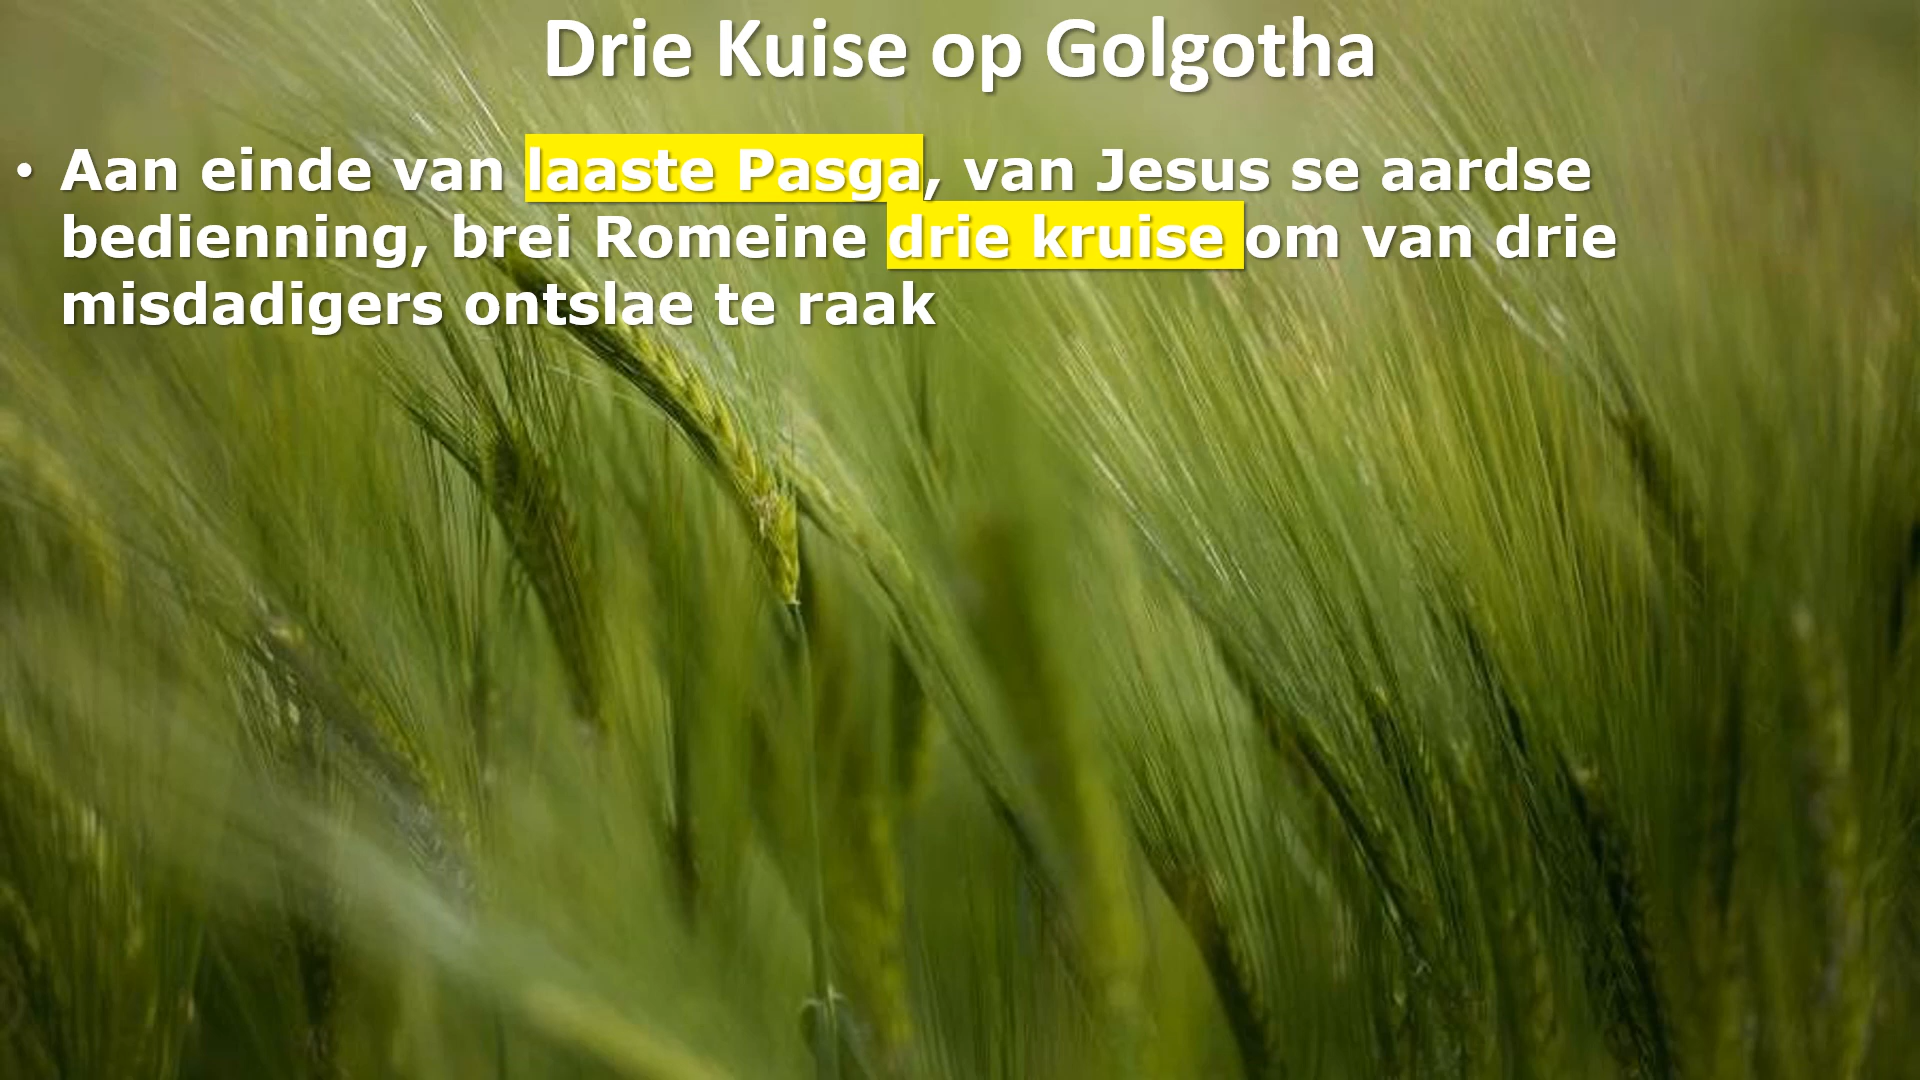 Drie Kuise op Golgotha
• Aan einde van laaste Pasga, van Jesus se aardse
bedienning, brei Romeine drie kruise om van drie
misdadigers ontslae te raak